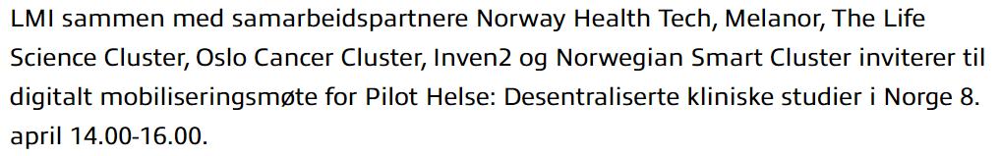 LMI sammen med samarbeidspartnere Norway Health Tech, Melanor, The Life
Science Cluster, Oslo Cancer Cluster, Inven2 og Norwegian Smart Cluster inviterer til
digitalt mobiliseringsmøte for Pilot Helse: Desentraliserte kliniske studier i Norge 8.
april 14.00-16.00.